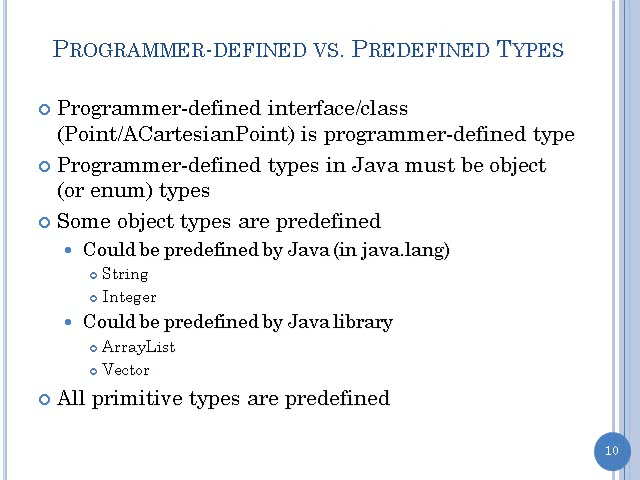 PROGRAMMER-DEFINED VS. PREDEFINED TYPES
Programmer-defined interface/class
(Point/ACartesianPoint) is programmer-defined type
Programmer-defined types in Java must be object
(or enum) types
Some object types are predefined
Could be predefined by Java (in java.lang)
String
Integer
Could be predefined by Java library
ArrayList
Vector
All primitive types are predefined
10